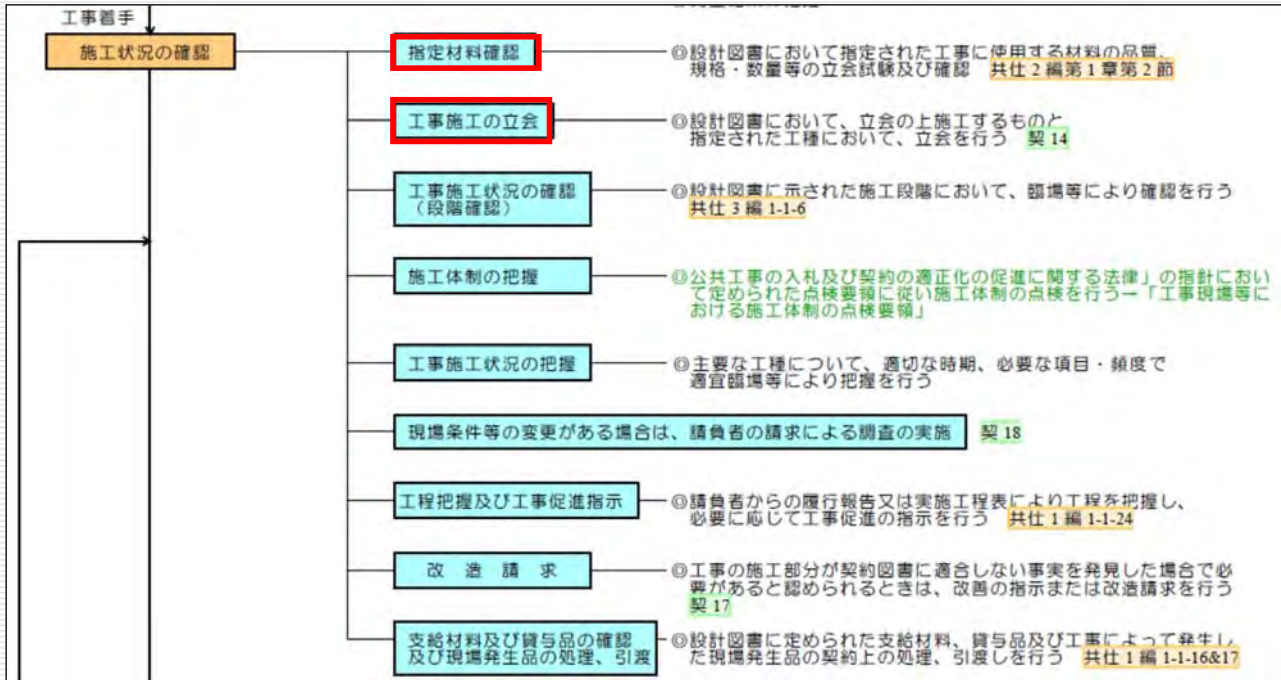 工事着手
施工状況の確認
指定材料確認
◎設計図書において指定された工事に使用する材料の品質、
規格・数量等の立会試験及び確認 共仕2編第1章第2節
工事施工の立会
◎設計図書において、立会の上施工するものと
指定された工種において、立会を行う 契14
工事施工状況の確認
(段階確認)
◎設計図書に示された施工段階において、臨場等により確認を行う
共仕3編1-1-6
施工体制の把握
◎公共工事の入札及び契約の適正化の促進に関する法律」の指針におい
て定められた点検要領に従い施工体制の点検を行う→「工事現場等に
おける施工体制の点検要領」
工事施工状況の把握
◎主要な工種について、適切な時期、必要な項目・頻度で
適宜臨場等により把握を行う
現場条件等の変更がある場合は、請負者の請求による調査の実施 契18
工程把握及び工事促進指示
◎請負者からの履行報告又は実施工程表により工程を把握し、
必要に応じて工事促進の指示を行う 共仕1編1-1-24
改造請求
◎工事の施工部分が契約図書に適合しない事実を発見した場合で必
要があると認められるときは、改善の指示または改造請求を行う
契17
支給材料及び貸与品の確認
及び現場発生品の処理、引渡
◎設計図書に定められた支給材料、貸与品及び工事によって発生し
た現場発生品の契約上の処理、引渡しを行う 共仕1編1-1-16&17